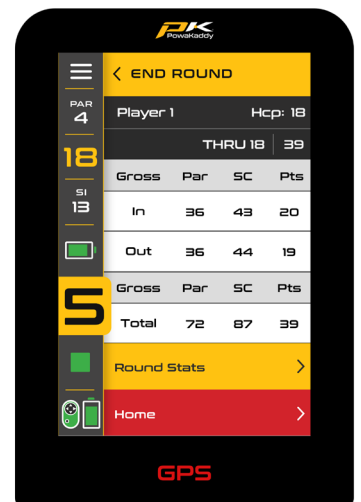 PK
PowaKaddy
< END ROUND
PAR
4
Player 1 Hcp: 18
THRU 18 39
18
Gross Par SC Pts
SI
13
In 36 43 20
Out 36 44 19
Gross Par SC Pts
S
Total 72 87 39
Round Stats >
Home >
GPS